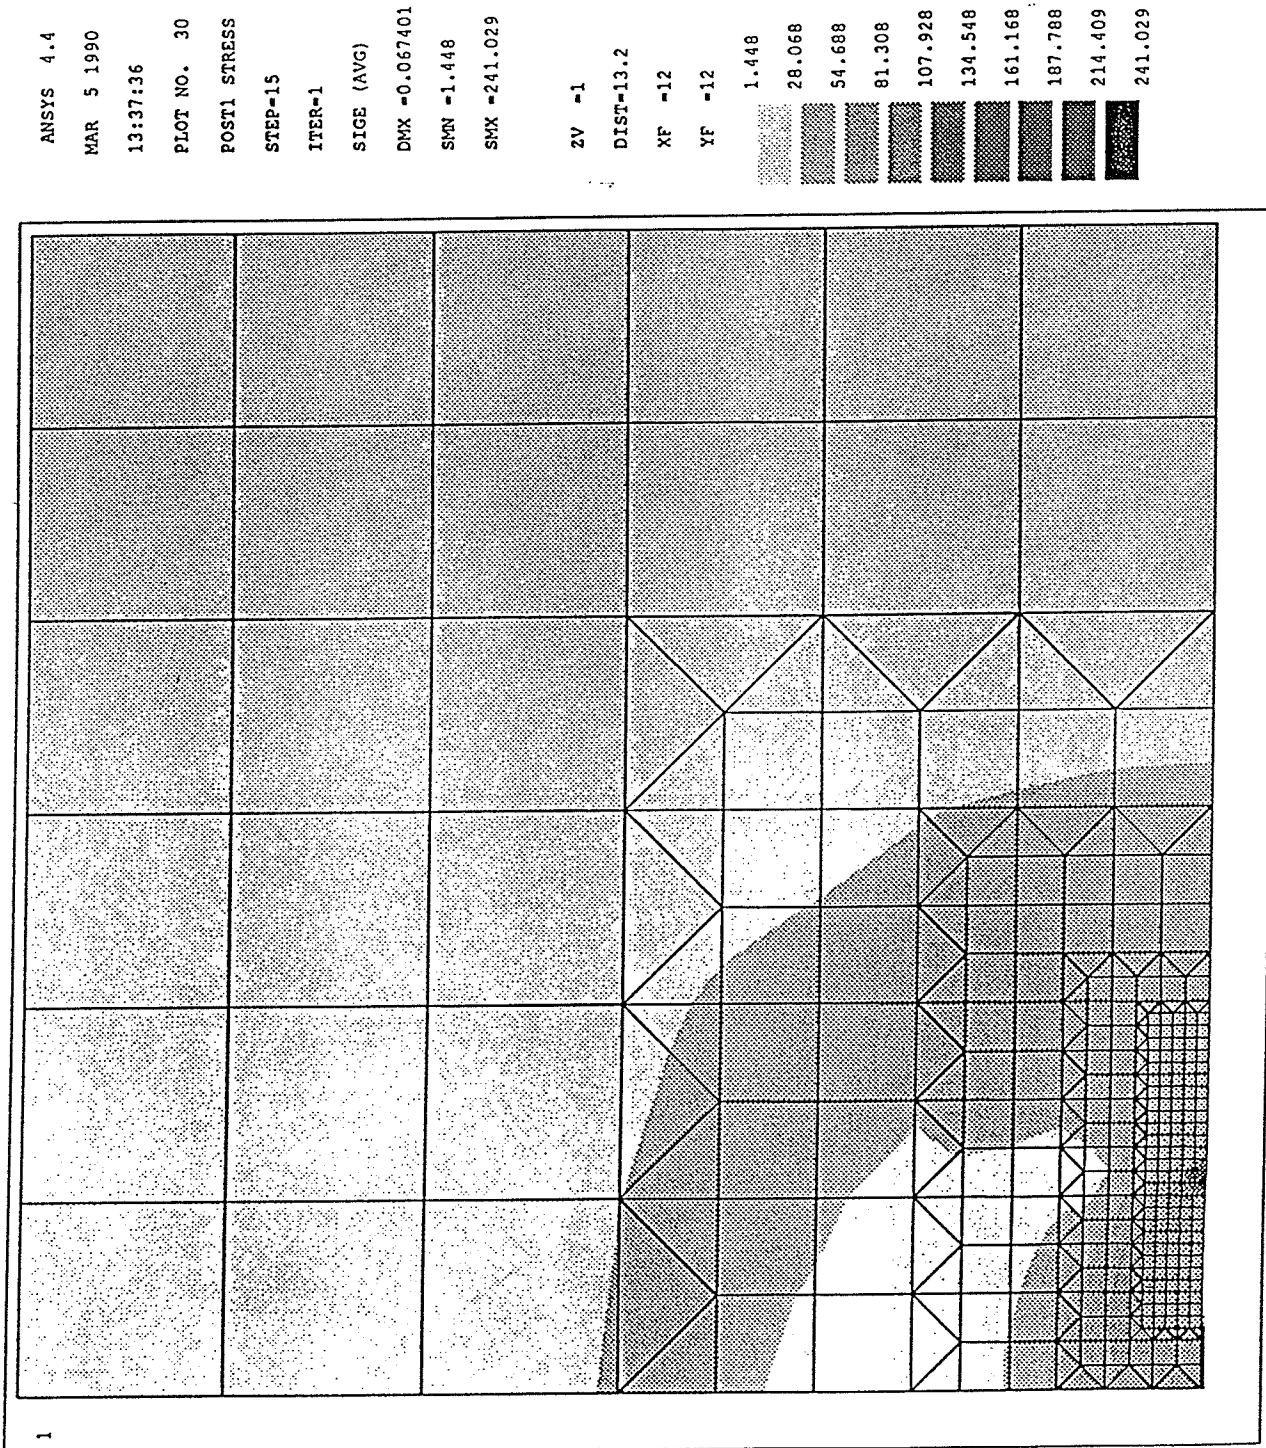 ANSYS 4.4
MAR 5 1990
13:37:36
PLOT NO. 30
POST1 STRESS
STEP=15
ITER=1
SIGE (AVG)
DMX =0.067401
SMN =1.448
SMX =241.029
ZV =1
DIST=13.2
XF =12
YF =12
1.448
28.068
54.688
81.308
107.928
134.548
161.168
187.788
214.409
241.029
1